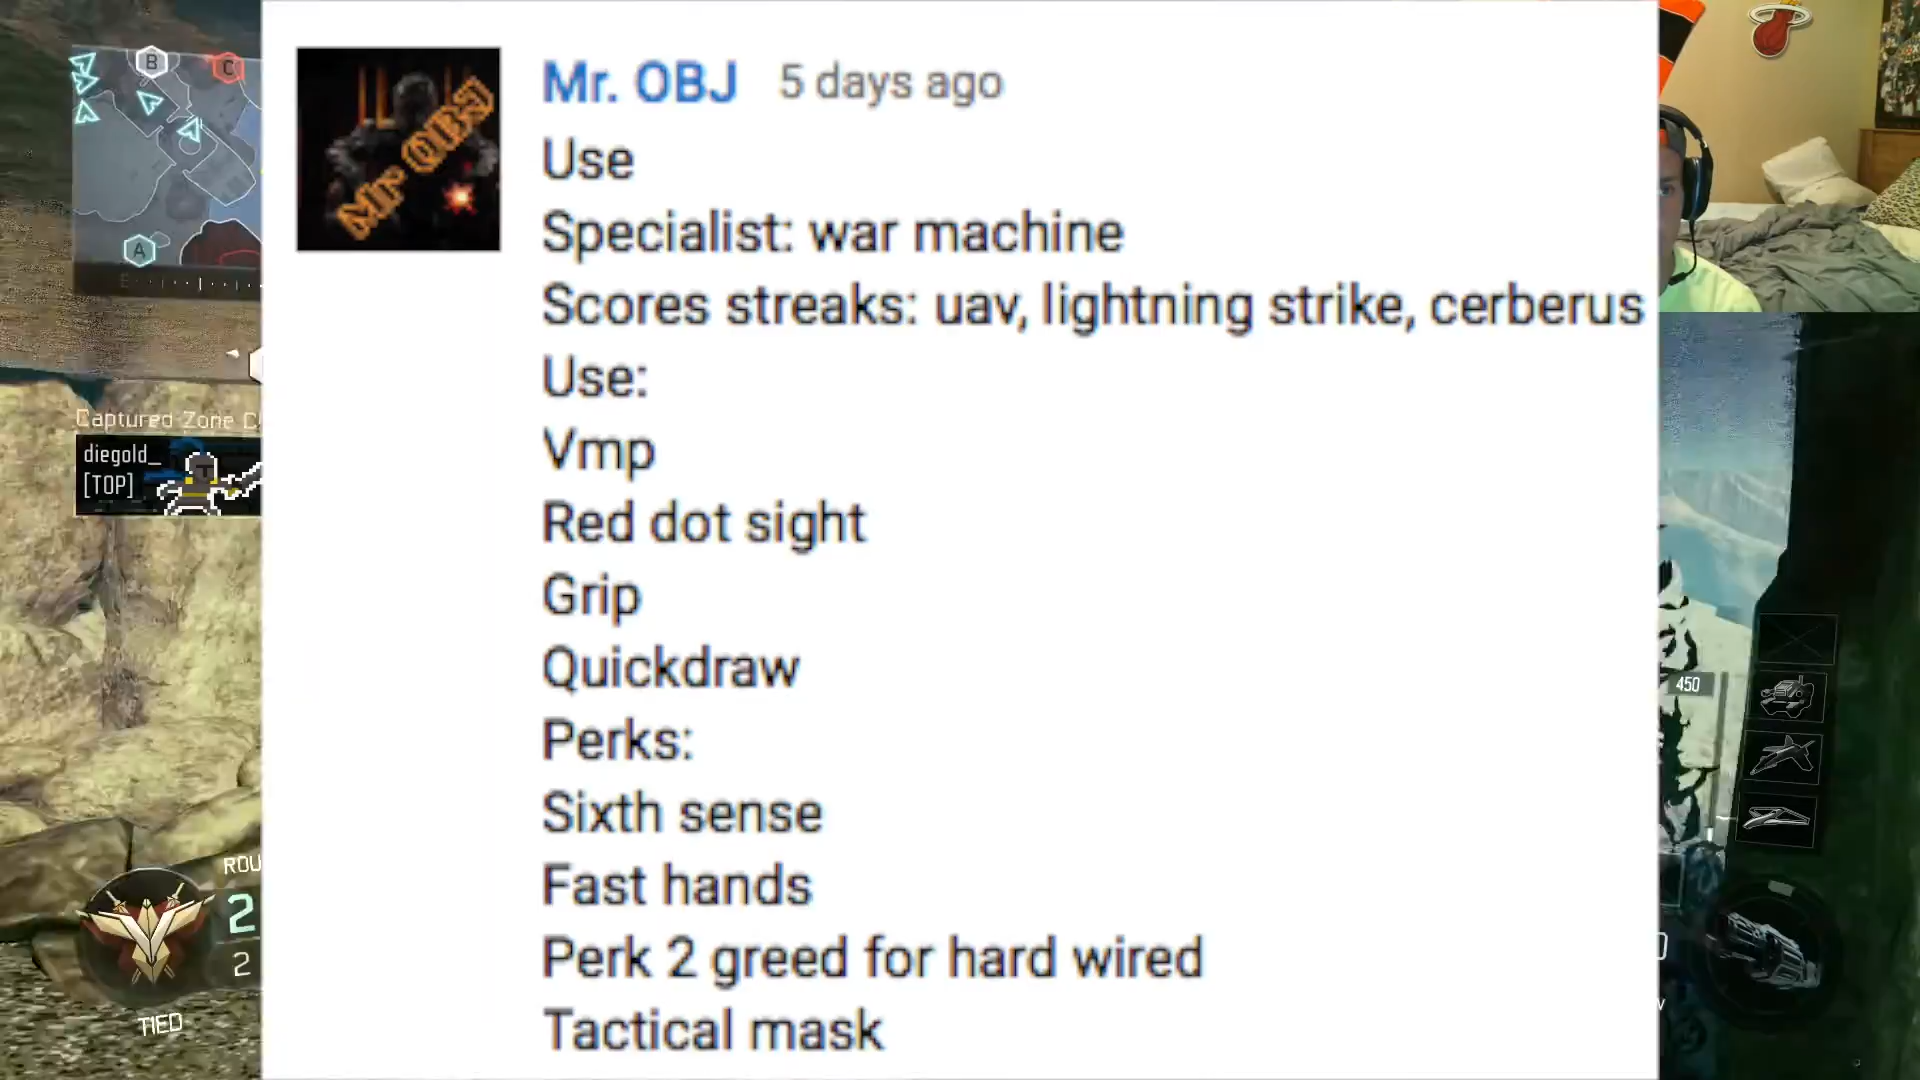 B
C
A
E
Captured Zone C
diegold_
[TOP]
ROU
2
2
TIED
Mr. OBJ
Mr. OBJ 5 days ago
Use
Specialist: war machine
Scores streaks: uav, lightning strike, cerberus
Use:
Vmp
Red dot sight
Grip
Quickdraw
Perks:
Sixth sense
Fast hands
Perk 2 greed for hard wired
Tactical mask
450